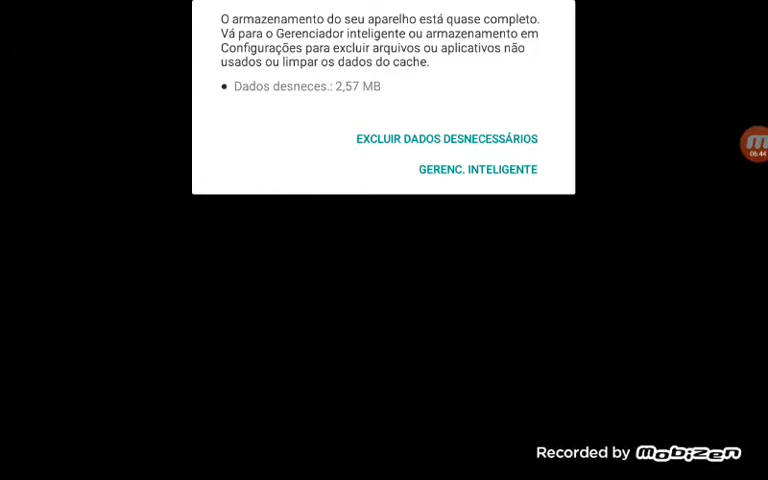 O armazenamento do seu aparelho está quase completo.
Vá para o Gerenciador inteligente ou armazenamento em
Configurações para excluir arquivos ou aplicativos não
usados ou limpar os dados do cache.
● Dados desneces.: 2,57 MB
EXCLUIR DADOS DESNECESSÁRIOS
06:44
GERENC. INTELIGENTE
Recorded by mobizen